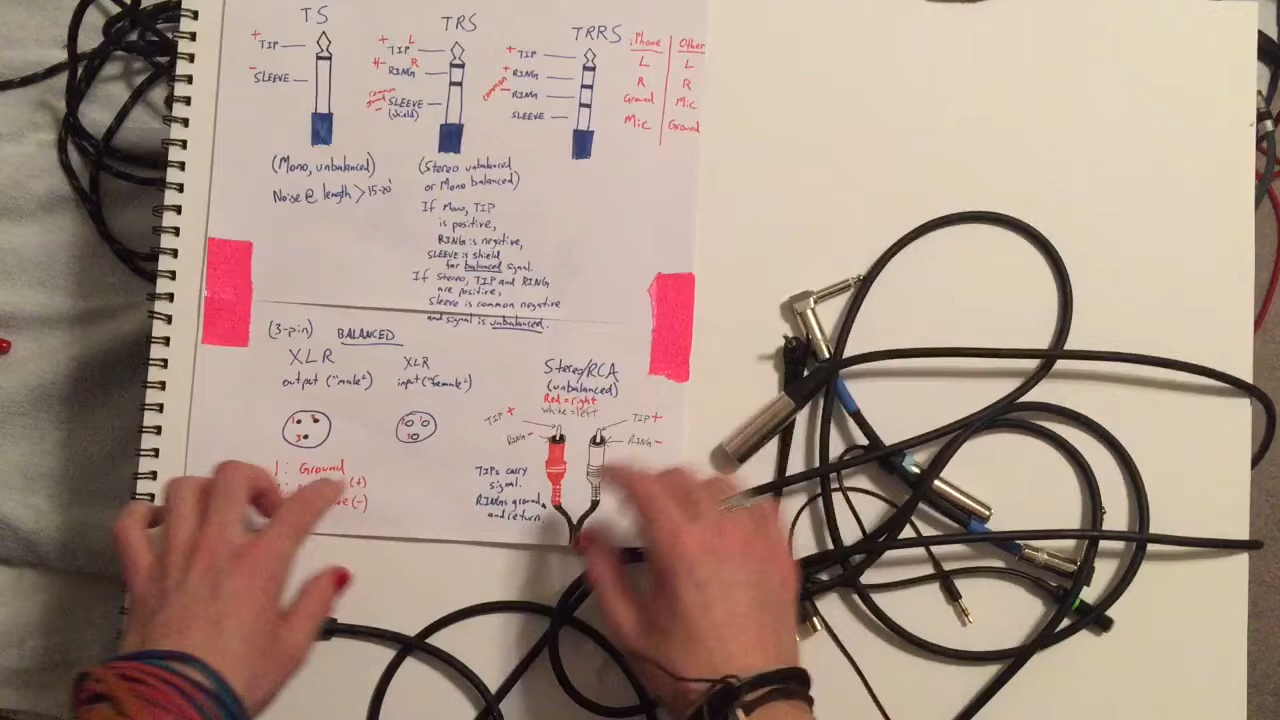 TS
+
TIP
-
SLEEVE
(Mono, unbalanced)
Noise @ length > 15-20'
TRS
+ L
TIP
+/- R
RING
common
ground -
SLEEVE
(shield)
(Stereo unbalanced
or Mono balanced)
If Mono, TIP
is positive,
RING is negative,
SLEEVE is shield
for balanced signal.
If Stereo, TIP and RING
are positive,
Sleeve is common negative
and signal is unbalanced.
TRRS
+
TIP
+
RING
common -
RING
SLEEVE
Phone Other
L L
R R
Ground Mic
Mic Ground
(3-pin) BALANCED
XLR
output ("male")
1
3
XLR
input ("female")
1
3
1: Ground
(+)
(-)
Stereo/RCA
(unbalanced)
Red = right
white = left
TIP +
RING -
TIP +
RING -
TIPs carry
signal.
RINGs ground
and return.